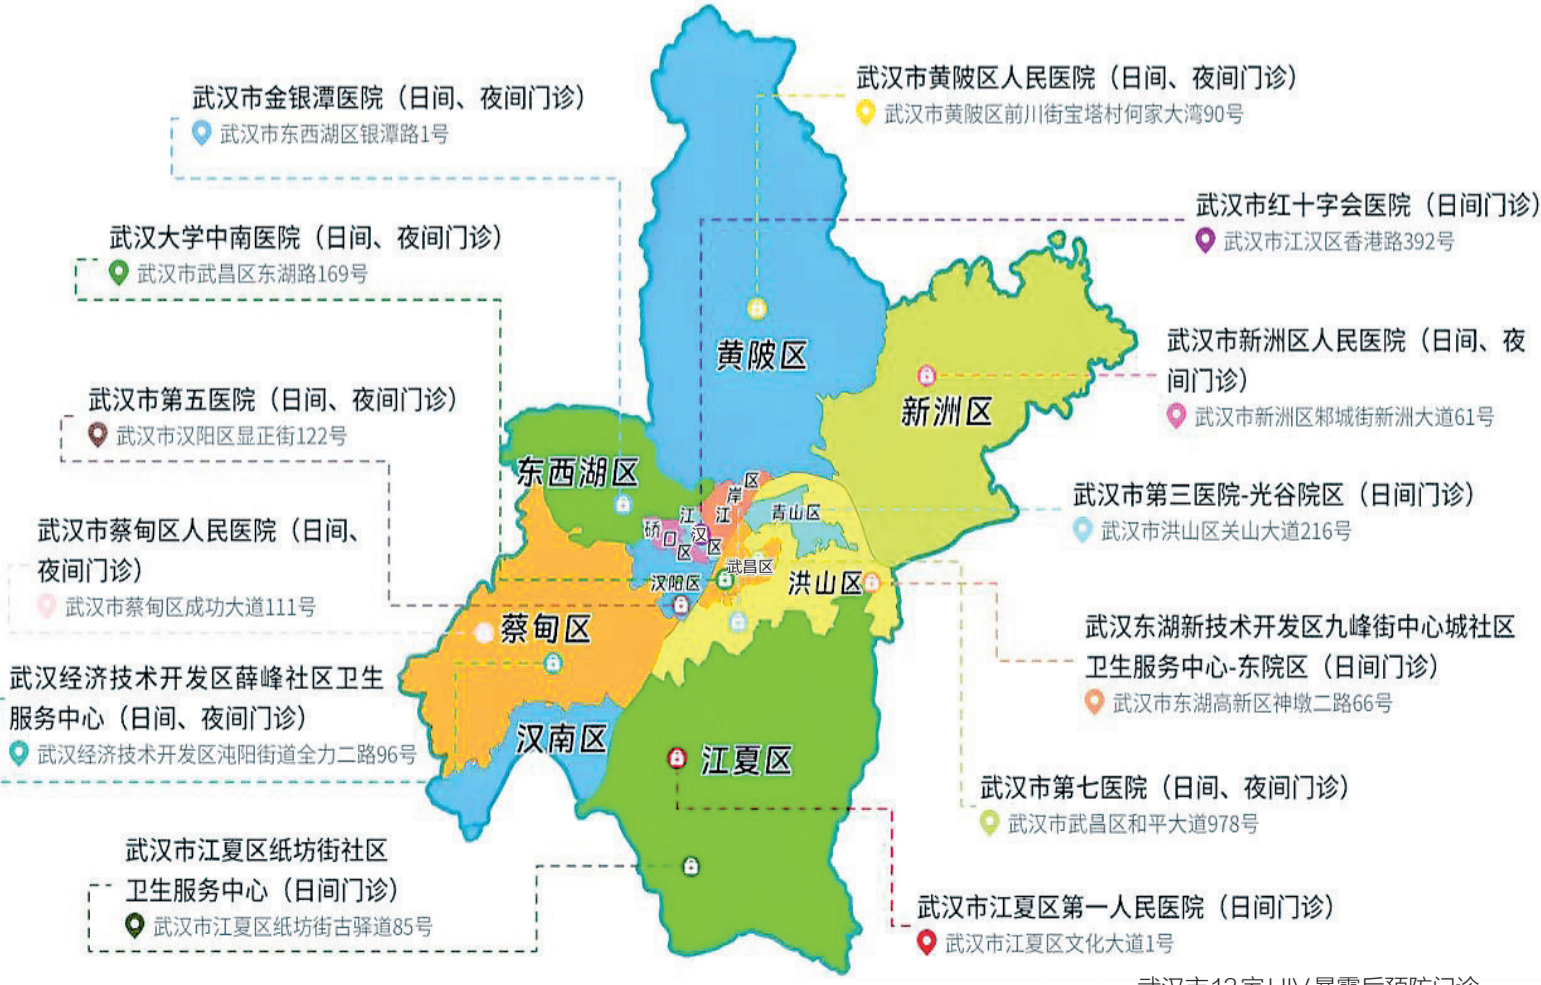 武汉市金银潭医院（日间、夜间门诊）
武汉市东西湖区银潭路1号
武汉大学中南医院（日间、夜间门诊）
武汉市武昌区东湖路169号
武汉市第五医院（日间、夜间门诊）
武汉市汉阳区显正街122号
武汉市蔡甸区人民医院（日间、
夜间门诊）
武汉市蔡甸区成功大道111号
武汉经济技术开发区薛峰社区卫生
服务中心（日间、夜间门诊）
武汉经济技术开发区沌阳街道全力二路96号
武汉市江夏区纸坊街社区
卫生服务中心（日间门诊）
武汉市江夏区纸坊街古驿道85号
黄陂区
新洲区
东西湖区
江岸区
青山区
江汉区
硚口区
武昌区
汉阳区
洪山区
蔡甸区
汉南区
江夏区
武汉市黄陂区人民医院（日间、夜间门诊）
武汉市黄陂区前川街宝塔村何家大湾90号
武汉市红十字会医院（日间门诊）
武汉市江汉区香港路392号
武汉市新洲区人民医院（日间、夜
间门诊）
武汉市新洲区邾城街新洲大道61号
武汉市第三医院-光谷院区（日间门诊）
武汉市洪山区关山大道216号
武汉东湖新技术开发区九峰街中心城社区
卫生服务中心-东院区（日间门诊）
武汉市东湖高新区神墩二路66号
武汉市第七医院（日间、夜间门诊）
武汉市武昌区和平大道978号
武汉市江夏区第一人民医院（日间门诊）
武汉市江夏区文化大道1号
武汉市13家HIV暴露后预防门诊